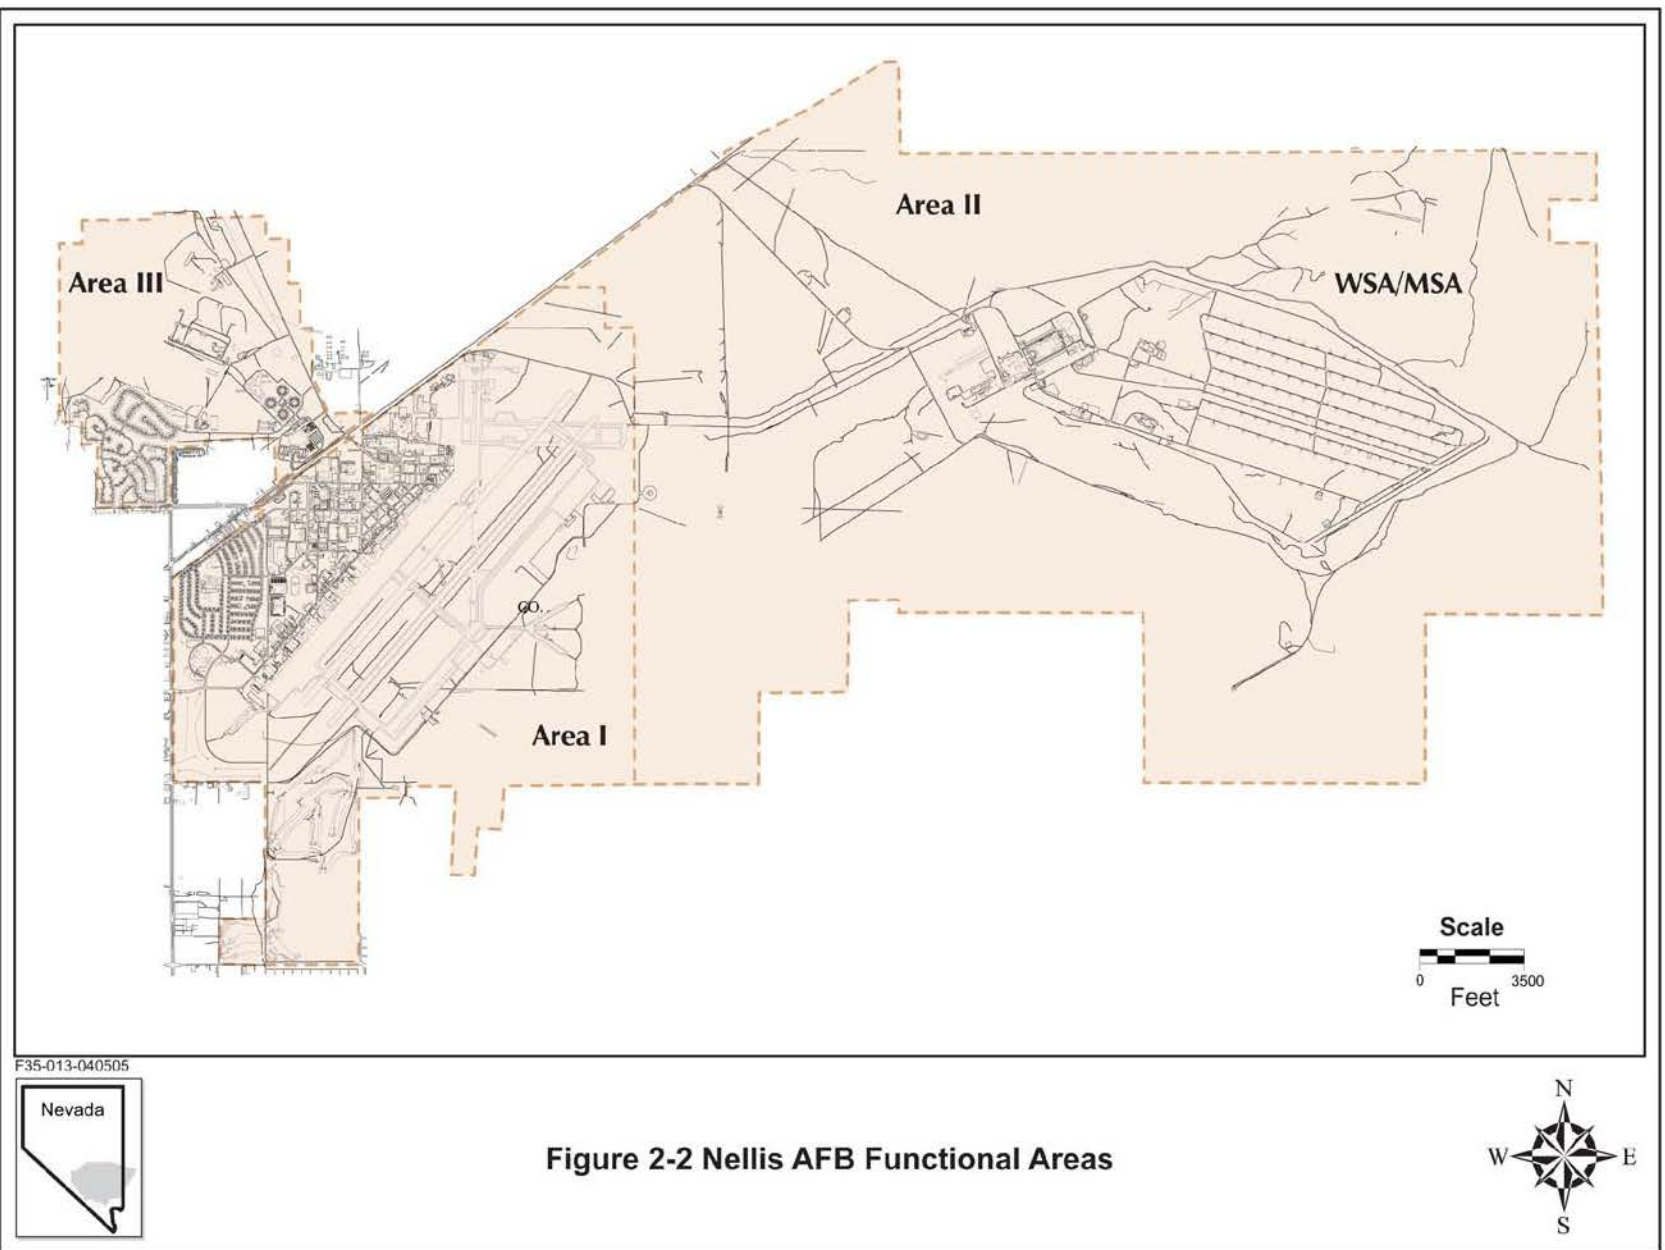 Area II
Area III
WSA/MSA
CO.
Area I
Scale
0 3500
Feet
F35-013-040505
Nevada
Figure 2-2 Nellis AFB Functional Areas
N
W E
S